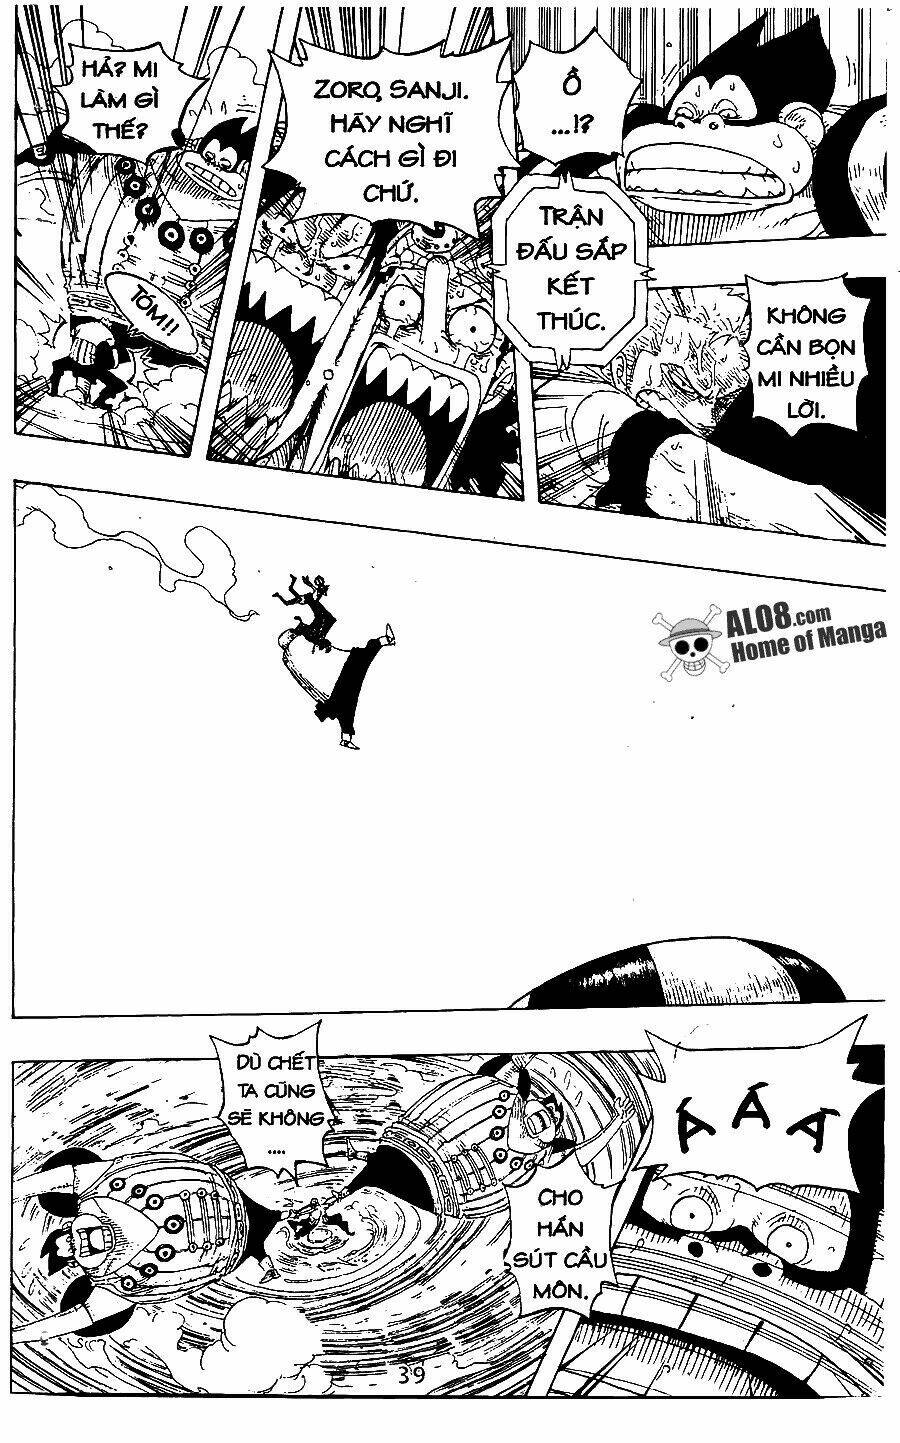 HẢ? MI
LÀM GÌ
THẾ?
TÓM!!
ZORO, SANJI.
HÃY NGHĨ
CÁCH GÌ ĐI
CHỨ.
Ồ
...!?
TRẬN
ĐẤU SẮP
KẾT
THÚC.
KHÔNG
CẦN BỌN
MI NHIỀU
LỜI.
AL08.com
Home of Manga
DÙ CHẾT
TA CŨNG
SẼ KHÔNG
....
CHO
HẮN
SÚT CẦU
MÔN.
Á Á Á
39